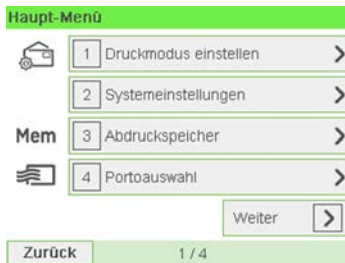 Haupt-Menü
1 Druckmodus einstellen
2 Systemeinstellungen
Mem 3 Abdruckspeicher
4 Portoauswahl
Weiter
Zurück 1 / 4